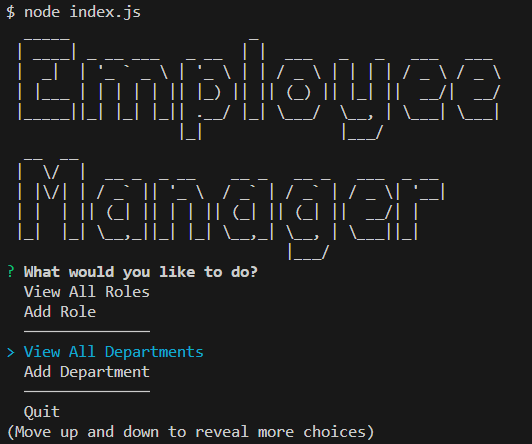 $ node index.js
Employee
Manager
? What would you like to do?
View All Roles
Add Role
──────────────
> View All Departments
Add Department
──────────────
Quit
(Move up and down to reveal more choices)